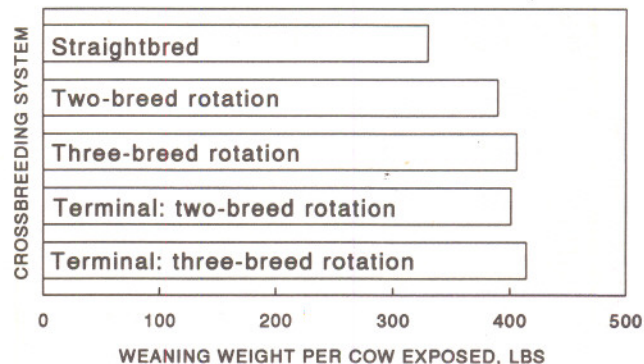 CROSSBREEDING SYSTEM
Straightbred
Two-breed rotation
Three-breed rotation
Terminal: two-breed rotation
Terminal: three-breed rotation
0 100 200 300 400 500
WEANING WEIGHT PER COW EXPOSED, LBS